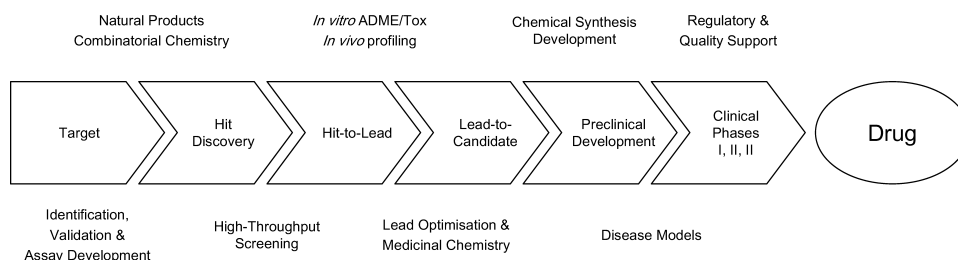 Natural Products
Combinatorial Chemistry
In vitro ADME/Tox
In vivo profiling
Chemical Synthesis
Development
Regulatory &
Quality Support
Target
Hit
Discovery
Hit-to-Lead
Lead-to-
Candidate
Preclinical
Development
Clinical
Phases
I, II, II
Drug
Identification,
Validation &
Assay Development
High-Throughput
Screening
Lead Optimisation &
Medicinal Chemistry
Disease Models